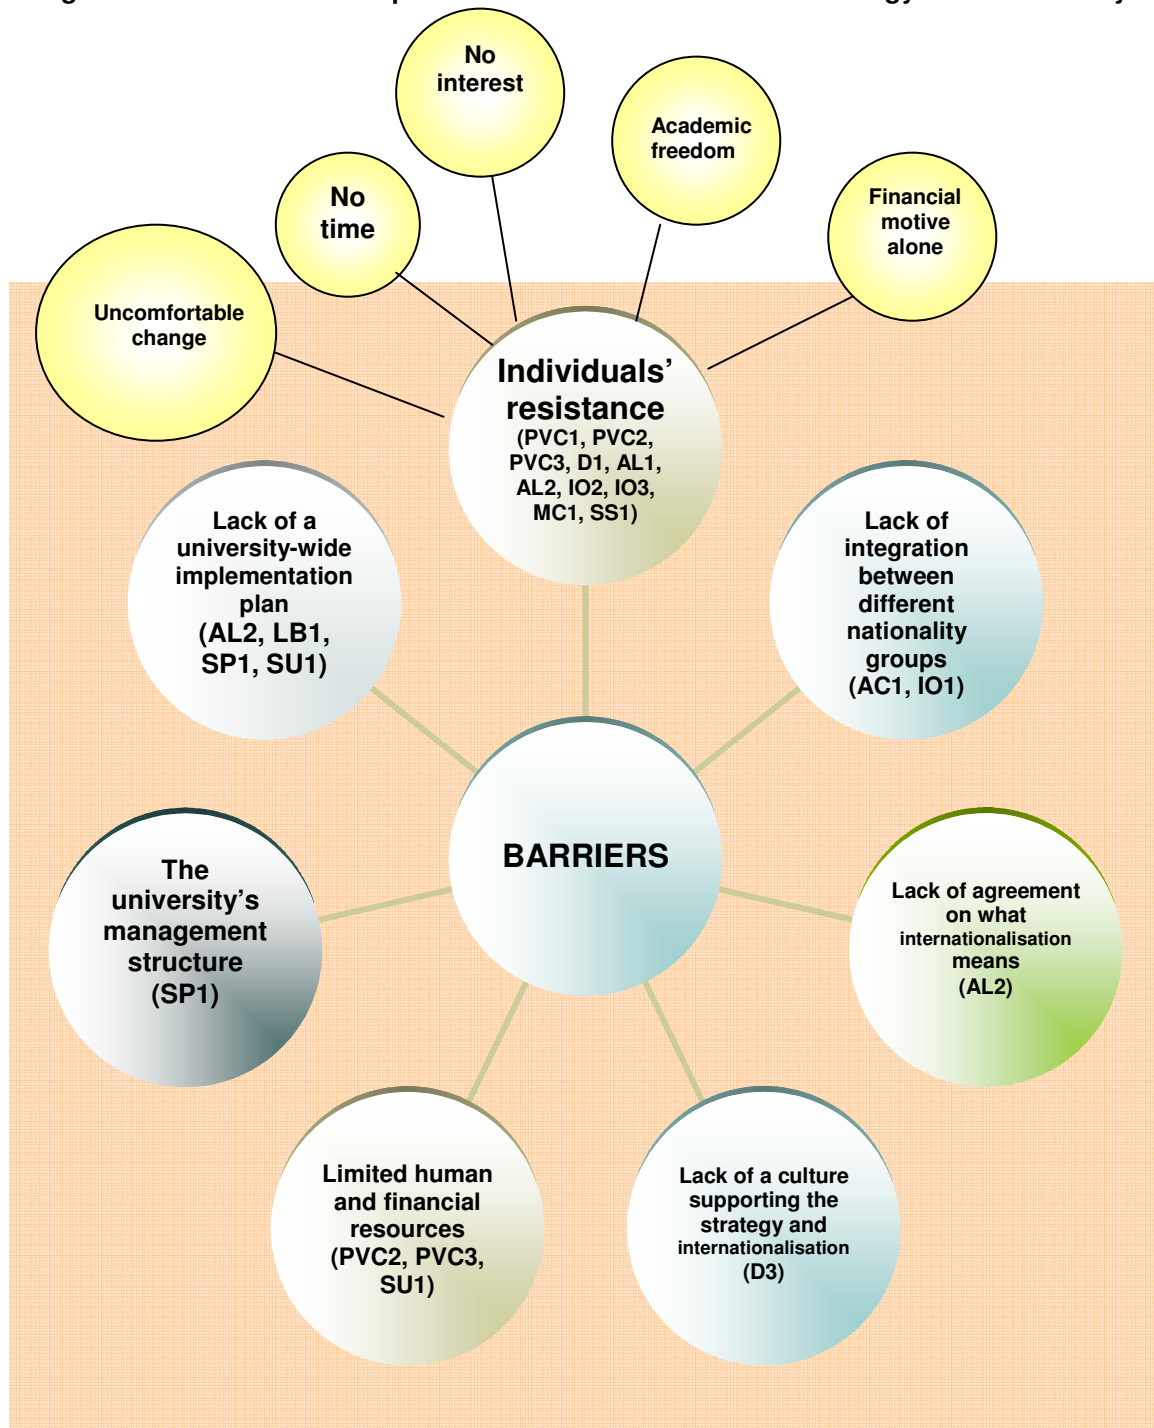 No
interest
Academic
freedom
No
time
Financial
motive
alone
Uncomfortable
change
Individuals'
resistance
(PVC1, PVC2,
PVC3, D1, AL1,
AL2, IO2, IO3,
MC1, SS1)
Lack of a
university-wide
implementation
plan
(AL2, LB1,
SP1, SU1)
Lack of
integration
between
different
nationality
groups
(AC1, IO1)
BARRIERS
The
university's
management
structure
(SP1)
Lack of agreement
on what
internationalisation
means
(AL2)
Limited human
and financial
resources
(PVC2, PVC3,
SU1)
Lack of a culture
supporting the
strategy and
internationalisation
(D3)